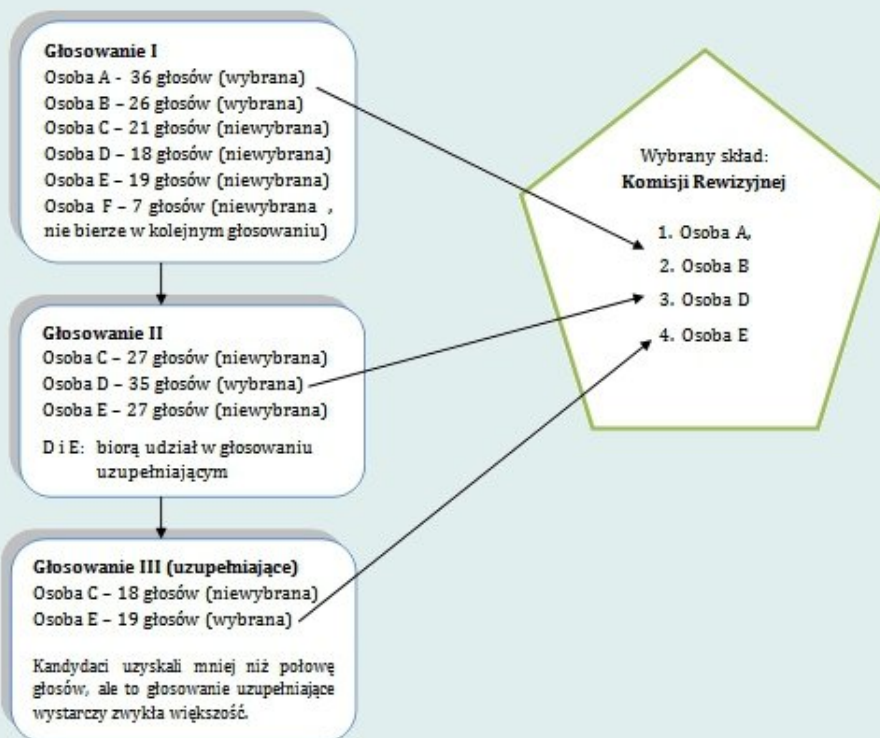 Głosowanie I
Osoba A - 36 głosów (wybrana)
Osoba B – 26 głosów (wybrana)
Osoba C – 21 głosów (niewybrana)
Osoba D – 18 głosów (niewybrana)
Osoba E – 19 głosów (niewybrana)
Osoba F – 7 głosów (niewybrana ,
nie bierze w kolejnym głosowaniu)
Głosowanie II
Osoba C – 27 głosów (niewybrana)
Osoba D – 35 głosów (wybrana)
Osoba E – 27 głosów (niewybrana)
D i E: biorą udział w głosowaniu
uzupełniającym
Głosowanie III (uzupełniające)
Osoba C – 18 głosów (niewybrana)
Osoba E – 19 głosów (wybrana)
Kandydaci uzyskali mniej niż połowę
głosów, ale to głosowanie uzupełniające
wystarczy zwykła większość.
Wybrany skład:
Komisji Rewizyjnej
1. Osoba A,
2. Osoba B
3. Osoba D
4. Osoba E